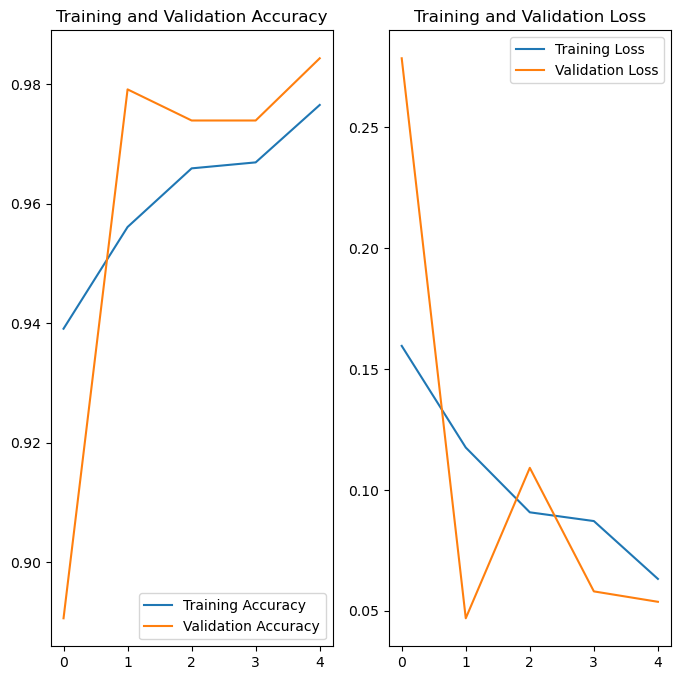 Training and Validation Accuracy
0.98
0.96
0.94
0.92
0.90
0 1 2 3 4
Training Accuracy
Validation Accuracy
Training and Validation Loss
Training Loss
Validation Loss
0.25
0.20
0.15
0.10
0.05
0 1 2 3 4